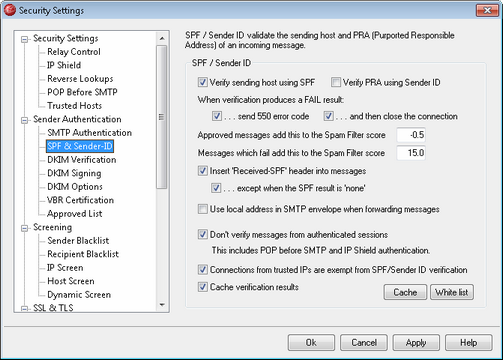 Security Settings
Security Settings
Relay Control
IP Shield
Reverse Lookups
POP Before SMTP
Trusted Hosts
Sender Authentication
SMTP Authentication
SPF & Sender-ID
DKIM Verification
DKIM Signing
DKIM Options
VBR Certification
Approved List
Screening
Sender Blacklist
Recipient Blacklist
IP Screen
Host Screen
Dynamic Screen
SSL & TLS
SPF / Sender ID validate the sending host and PRA (Purported Responsible
Address) of an incoming message.
SPF / Sender ID
Verify sending host using SPF Verify PRA using Sender ID
When verification produces a FAIL result:
. . . send 550 error code . . . and then close the connection
Approved messages add this to the Spam Filter score -0.5
Messages which fail add this to the Spam Filter score 15.0
Insert 'Received-SPF' header into messages
. . . except when the SPF result is 'none'
Use local address in SMTP envelope when forwarding messages
Don't verify messages from authenticated sessions
This includes POP before SMTP and IP Shield authentication.
Connections from trusted IPs are exempt from SPF/Sender ID verification
Cache verification results
Cache White list
Ok Cancel Apply Help